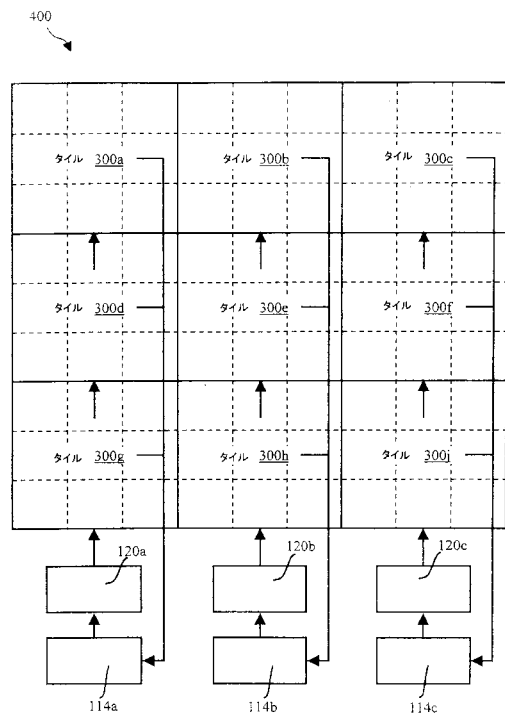 400
タイル 300a タイル 300b タイル 300c
タイル 300d タイル 300e タイル 300f
タイル 300g タイル 300h タイル 300j
120a 120b 120c
114a 114b 114c